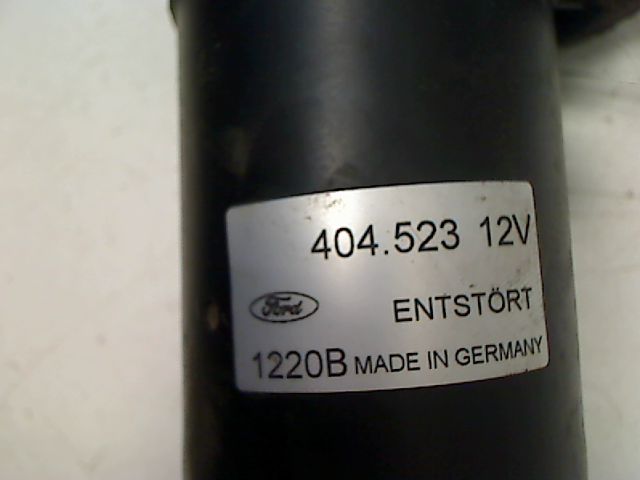 404.523 12V
Ford ENTSTÖRT
1220B MADE IN GERMANY